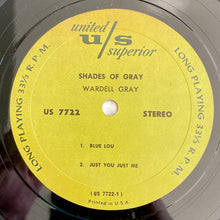 united
u/s
superior
SHADES OF GRAY
WARDELL GRAY
US 7722 STEREO
1. BLUE LOU
2. JUST YOU JUST ME
(US 7722-1)
Printed in U.S.A.
LONG PLAYING 33⅓ R.P.M.
LONG PLAYING 33⅓ R.P.M.